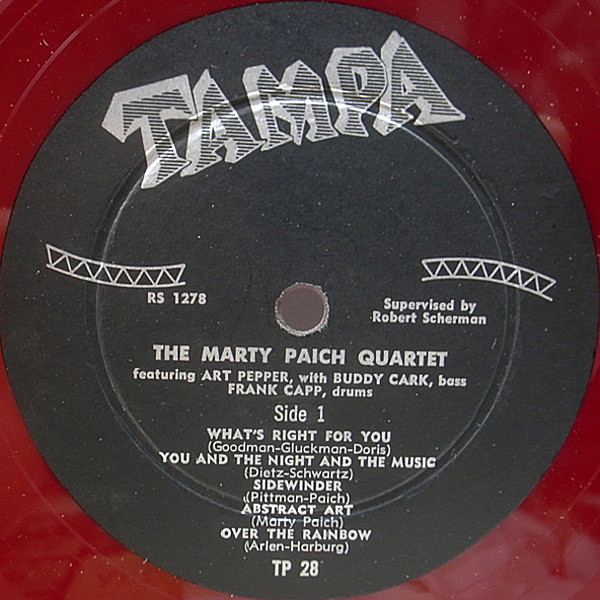 TAMPA
RS 1278
Supervised by
Robert Scherman
THE MARTY PAICH QUARTET
featuring ART PEPPER, with BUDDY CARK, bass
FRANK CAPP, drums
Side 1
WHAT'S RIGHT FOR YOU
(Goodman-Gluckman-Doris)
YOU AND THE NIGHT AND THE MUSIC
(Dietz-Schwartz)
SIDEWINDER
(Pittman-Paich)
ABSTRACT ART
(Marty Paich)
OVER THE RAINBOW
(Arlen-Harburg)
TP 28